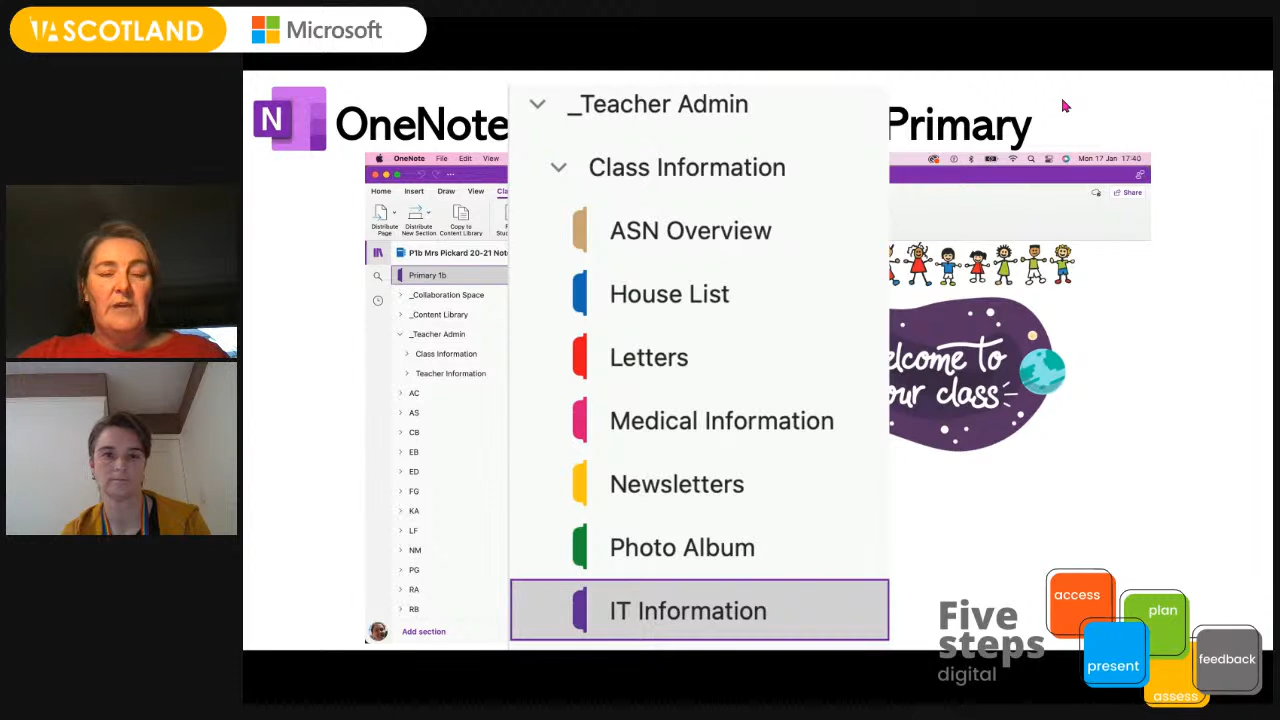 VIASCOTLAND
Microsoft
N
OneNote
Primary
OneNote File Edit View
Mon 17 Jan 17:40
Home Insert Draw View
Share
Distribute Page
Distribute New Section
Copy to Content Library
P1b Mrs Pickard 20-21 Note
Primary 1b
_Collaboration Space
_Content Library
_Teacher Admin
Class Information
Teacher Information
AC
AS
CB
EB
ED
FG
KA
LF
NM
PG
RA
RB
Add section
_Teacher Admin
Class Information
ASN Overview
House List
Letters
Medical Information
Newsletters
Photo Album
IT Information
elcome to
our class
Five
steps
digital
access
plan
present
feedback
assess